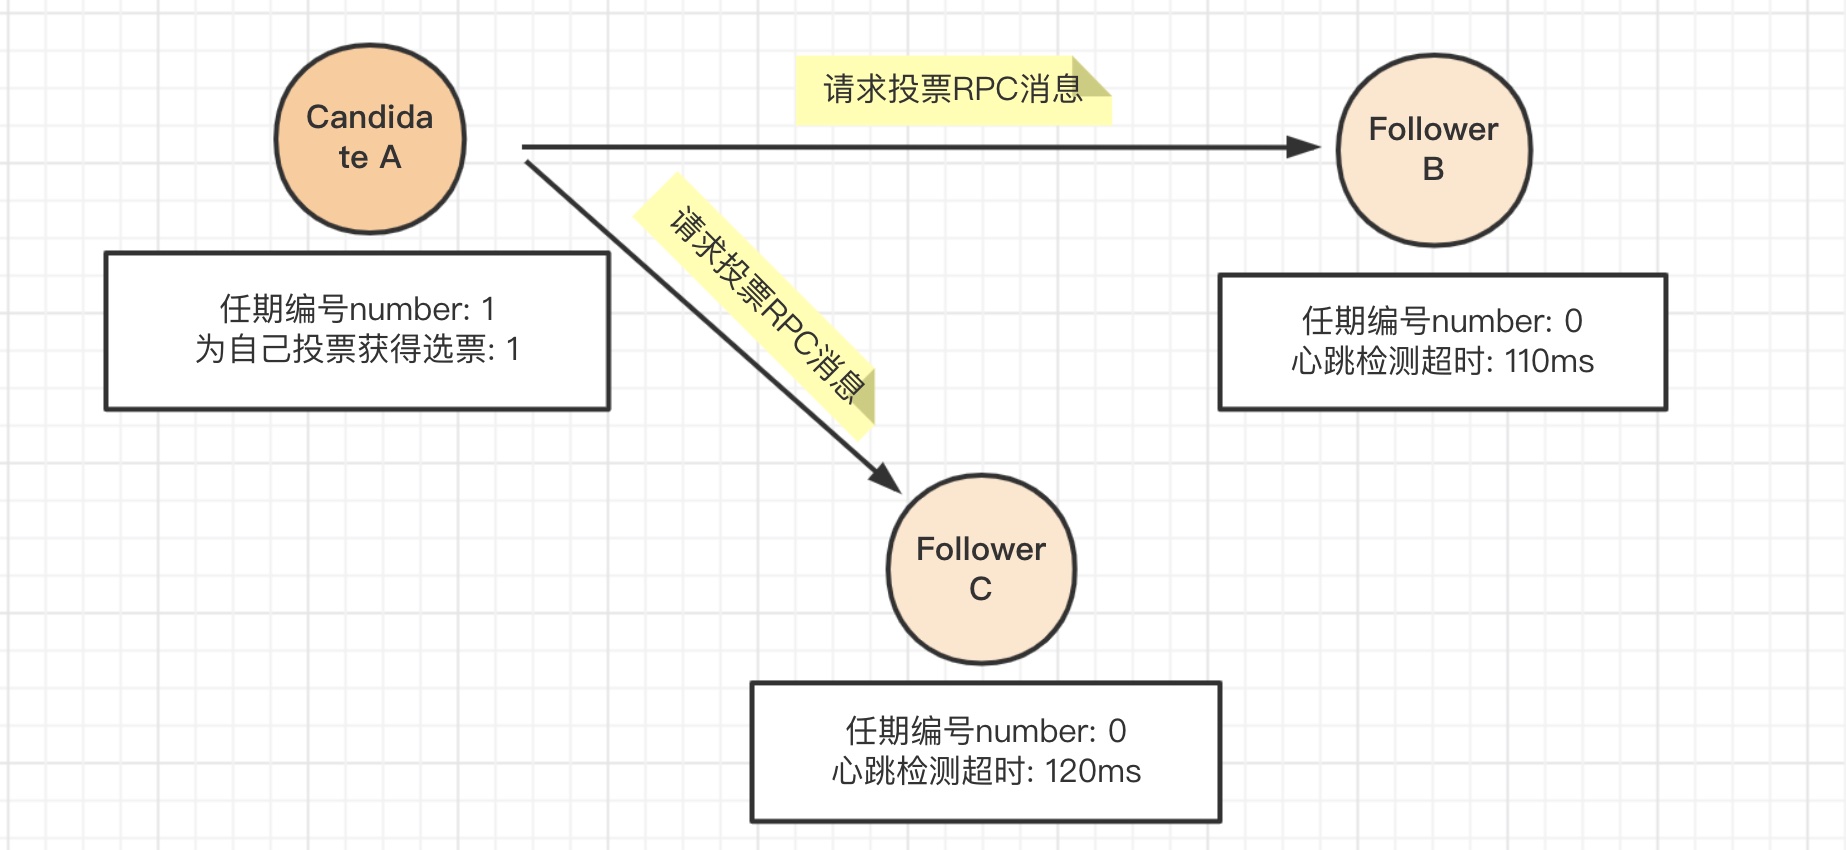 Candida
te A
请求投票RPC消息
Follower
B
任期编号number: 1
为自己投票获得选票: 1
请求投票RPC消息
任期编号number: 0
心跳检测超时: 110ms
Follower
C
任期编号number: 0
心跳检测超时: 120ms